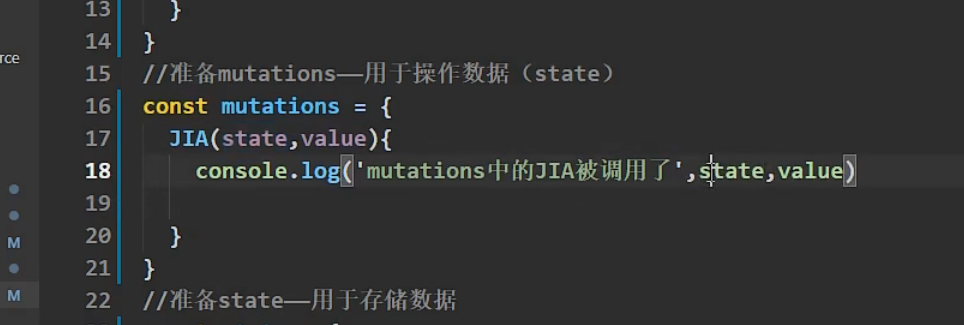 13 }
14 }
rce
15 //准备mutations——用于操作数据（state）
16 const mutations = {
17 JIA(state,value){
18 console.log('mutations中的JIA被调用了',state,value)
19
20 }
M
21 }
M
22 //准备state——用于存储数据